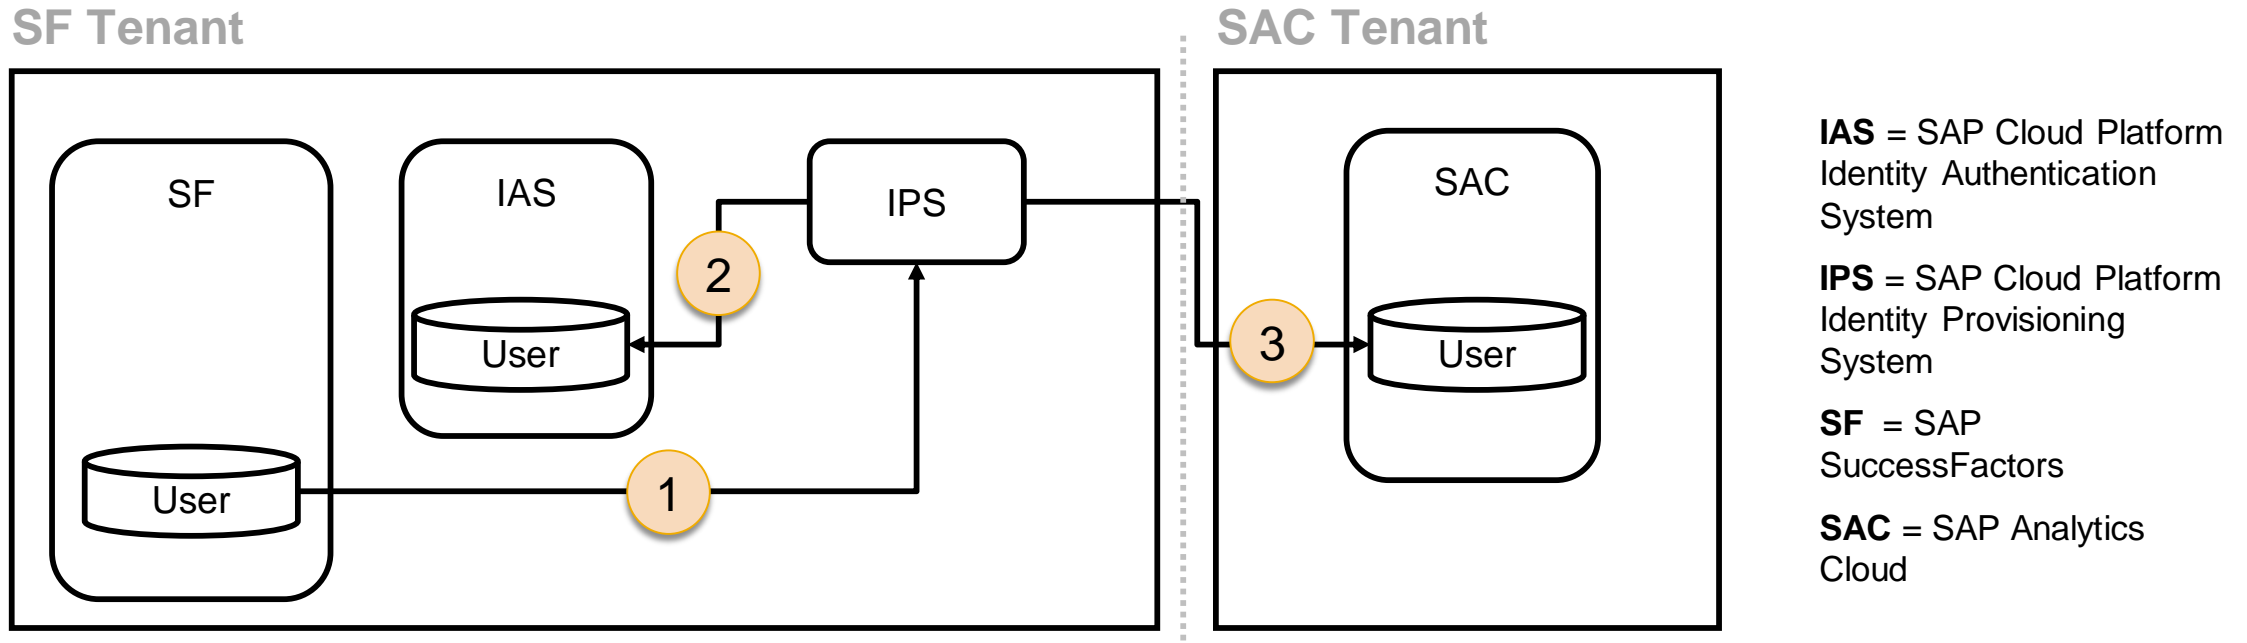 SF Tenant
SAC Tenant
SF
IAS
IPS
SAC
User
User
User
1
2
3
IAS = SAP Cloud Platform
Identity Authentication
System
IPS = SAP Cloud Platform
Identity Provisioning
System
SF = SAP
SuccessFactors
SAC = SAP Analytics
Cloud